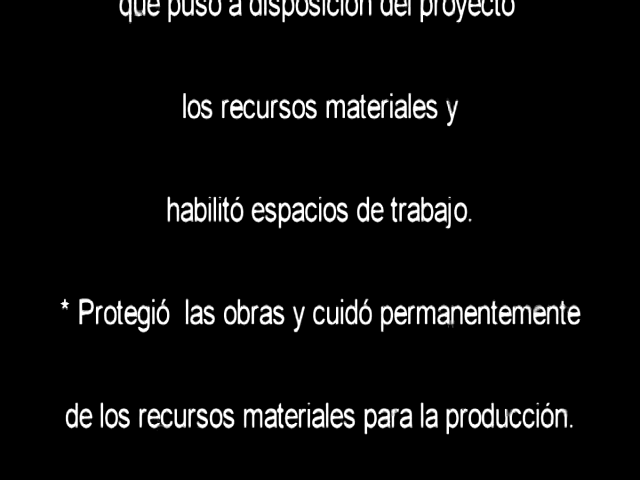 que puso a disposición del proyecto
los recursos materiales y
habilitó espacios de trabajo.
* Protegió las obras y cuidó permanentemente
de los recursos materiales para la producción.